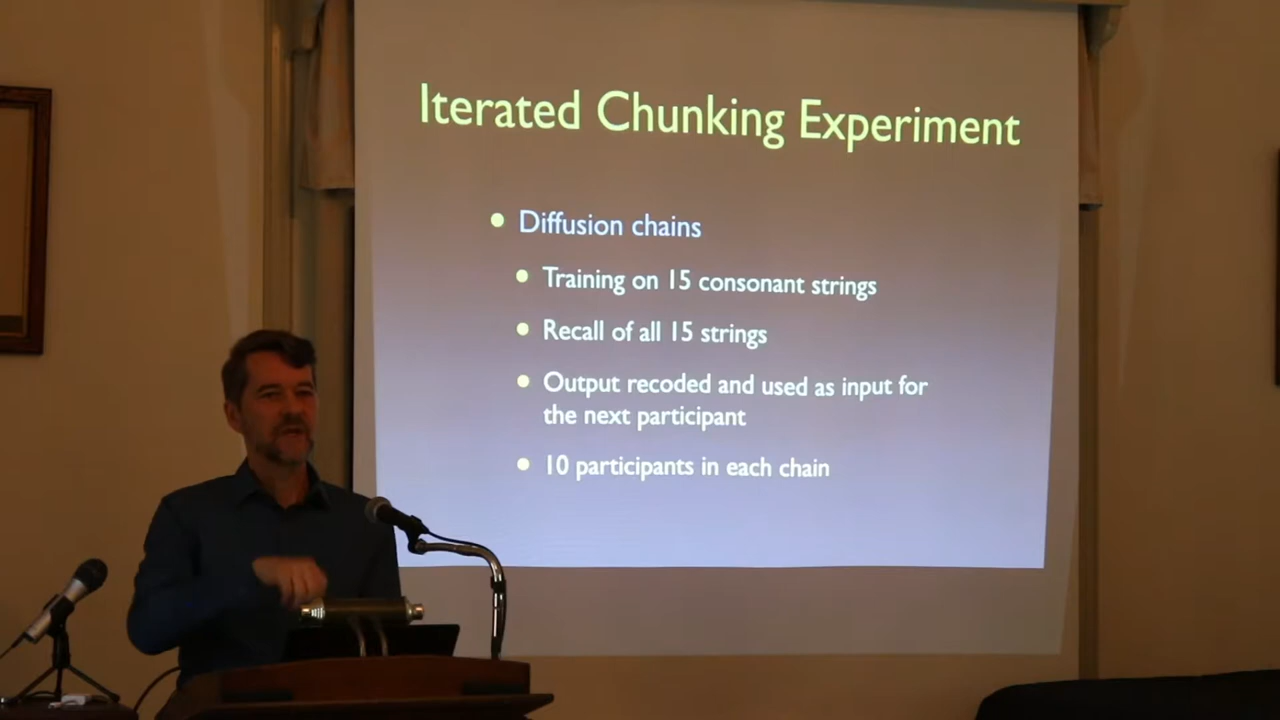 Iterated Chunking Experiment
Diffusion chains
Training on 15 consonant strings
Recall of all 15 strings
Output recoded and used as input for
the next participant
10 participants in each chain